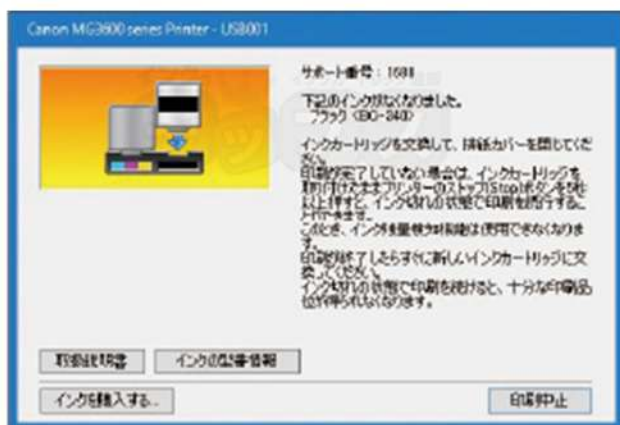 Canon MG3600 series Printer - USB001
サポート番号 : 1688
下記のインクがなくなりました。
ブラック (BC-340)
インクカートリッジを交換して、排紙カバーを閉じてくだ
さい。
印刷が完了していない場合は、インクカートリッジを
取り付けたままプリンターのストップ(Stop)ボタンを5秒
以上押すと、インク切れの状態で印刷を続行するこ
とができます。
このとき、インク残量検知機能は使用できなくなりま
す。
印刷が終了したらすぐに新しいインクカートリッジに交
換してください。
インク切れの状態で印刷を続けると、十分な印刷品
位が得られなくなります。
取扱説明書
インクの型番情報
インクを購入する...
印刷中止